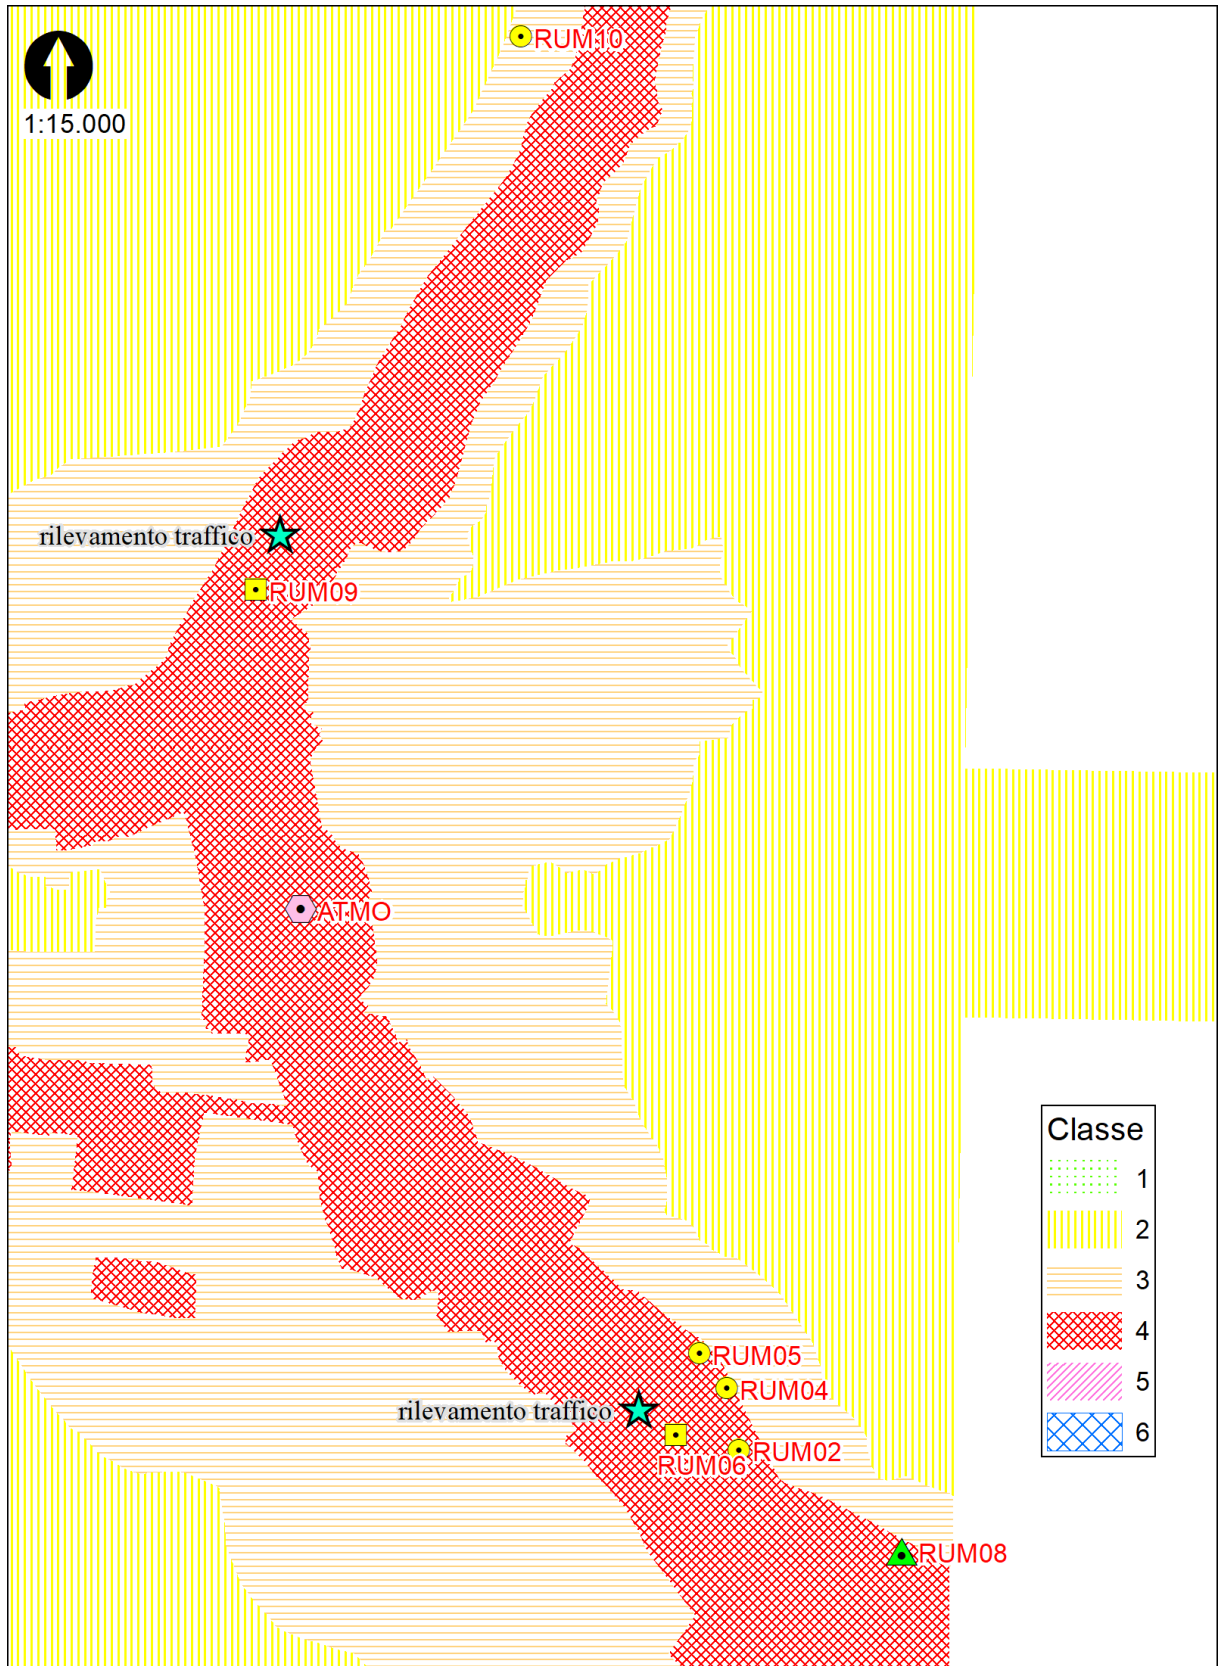 RUM10
1:15.000
rilevamento traffico
RUM09
ATMO
Classe
1
2
3
4
5
6
RUM05
RUM04
rilevamento traffico
RUM02
RUM06
RUM08